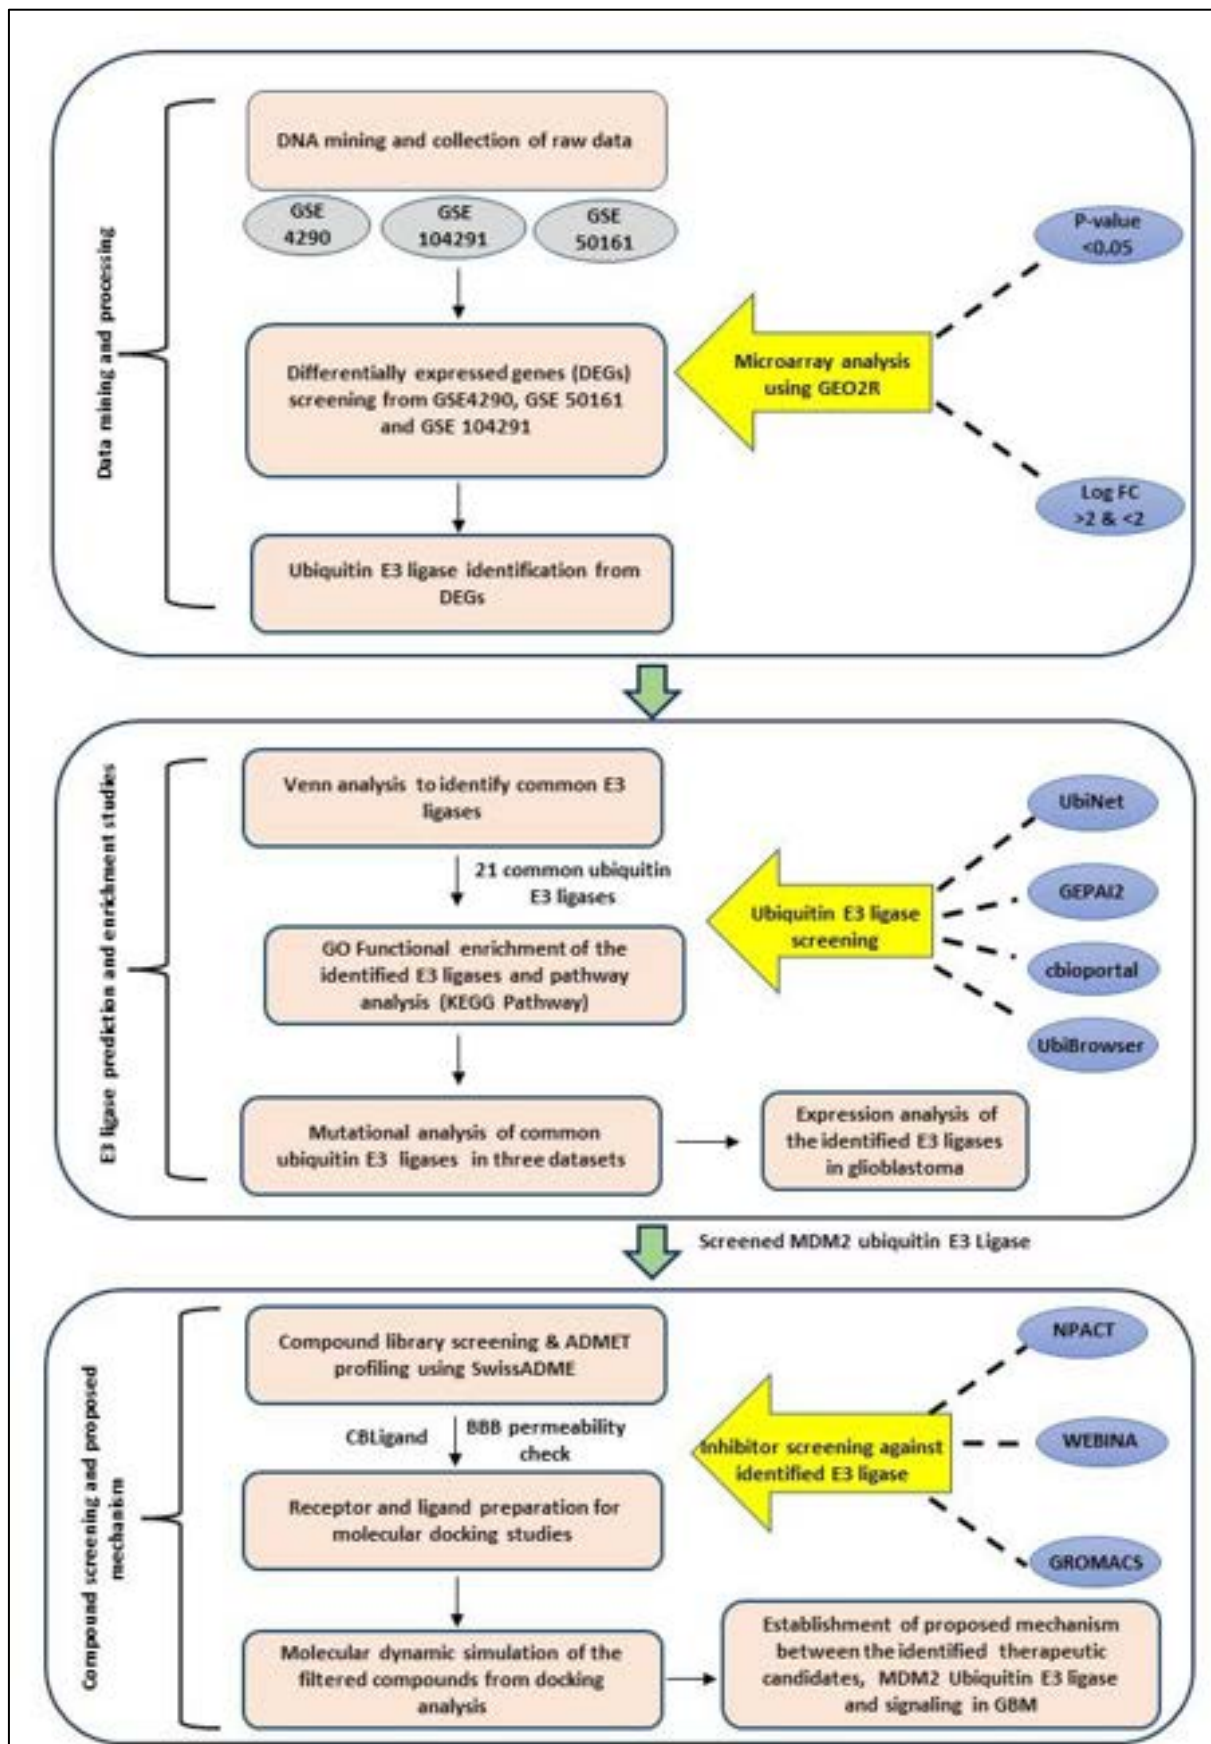 Data mining and processing
DNA mining and collection of raw data
GSE
4290
GSE
104291
GSE
50161
Differentially expressed genes (DEGs)
screening from GSE4290, GSE 50161
and GSE 104291
Microarray analysis
using GEO2R
P-value
<0.05
Log FC
>2 & <2
Ubiquitin E3 ligase identification from
DEGs
E3 ligase prediction and enrichment studies
Venn analysis to identify common E3
ligases
21 common ubiquitin
E3 ligases
GO Functional enrichment of the
identified E3 ligases and pathway
analysis (KEGG Pathway)
Ubiquitin E3 ligase
screening
UbiNet
GEPAI2
cbioportal
UbiBrowser
Mutational analysis of common
ubiquitin E3 ligases in three datasets
Expression analysis of
the identified E3 ligases
in glioblastoma
Screened MDM2 ubiquitin E3 Ligase
Compound screening and proposed
mechanism
Compound library screening & ADMET
profiling using SwissADME
CBLigand
BBB permeability
check
Receptor and ligand preparation for
molecular docking studies
Inhibitor screening against
identified E3 ligase
NPACT
WEBINA
GROMACS
Molecular dynamic simulation of the
filtered compounds from docking
analysis
Establishment of proposed mechanism
between the identified therapeutic
candidates, MDM2 Ubiquitin E3 ligase
and signaling in GBM